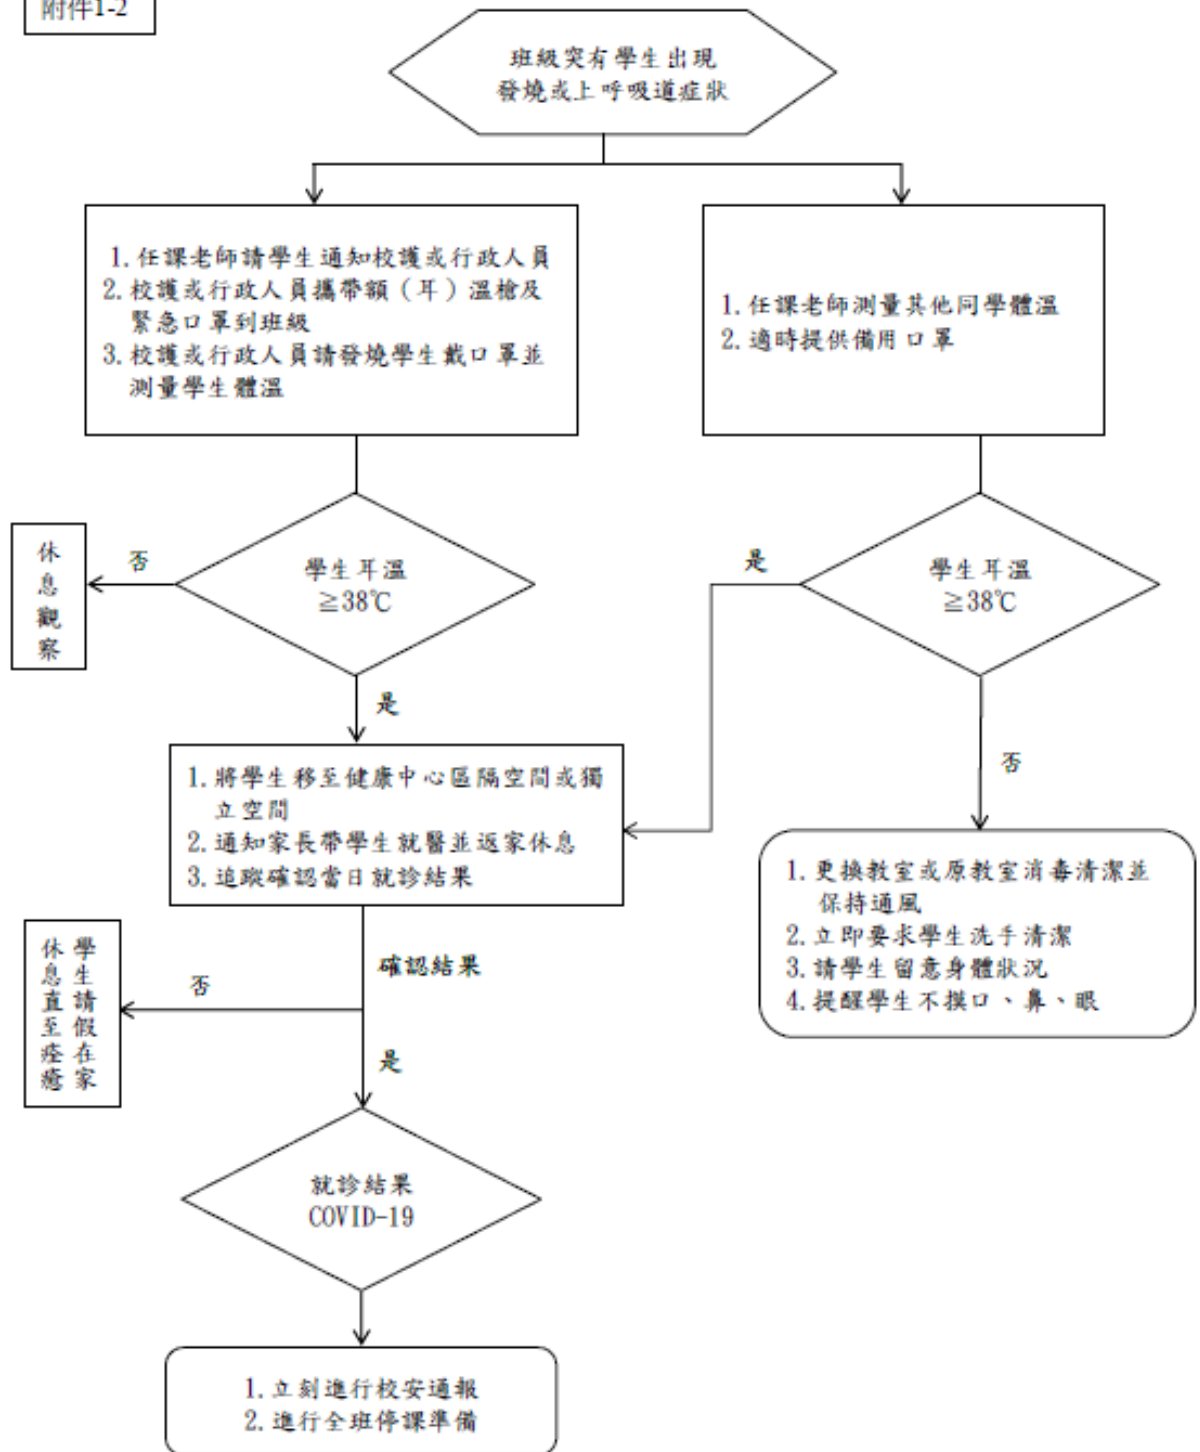 附件1-2
班級突有學生出現
發燒或上呼吸道症狀
1.任課老師請學生通知校護或行政人員
2.校護或行政人員攜帶額（耳）溫槍及
緊急口罩到班級
3.校護或行政人員請發燒學生戴口罩並
測量學生體溫
1.任課老師測量其他同學體溫
2.適時提供備用口罩
休息觀察
否
學生耳溫
≧38℃
是
是
學生耳溫
≧38℃
否
1.將學生移至健康中心區隔空間或獨
立空間
2.通知家長帶學生就醫並返家休息
3.追蹤確認當日就診結果
1.更換教室或原教室消毒清潔並
保持通風
2.立即要求學生洗手清潔
3.請學生留意身體狀況
4.提醒學生不摸口、鼻、眼
學生請假在家
休息直至痊癒
否
確認結果
是
就診結果
COVID-19
1.立刻進行校安通報
2.進行全班停課準備